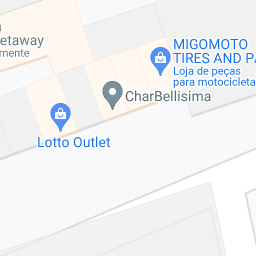 etaway
mente
MIGOMOTO
TIRES AND PA
Loja de peças
para motocicleta
CharBellisima
Lotto Outlet